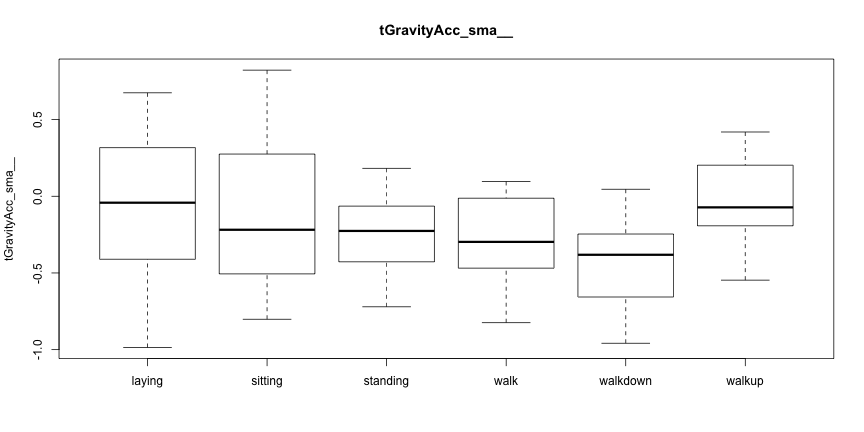 tGravityAcc_sma__
tGravityAcc_sma__
0.5
0.0
-0.5
-1.0
laying sitting standing walk walkdown walkup